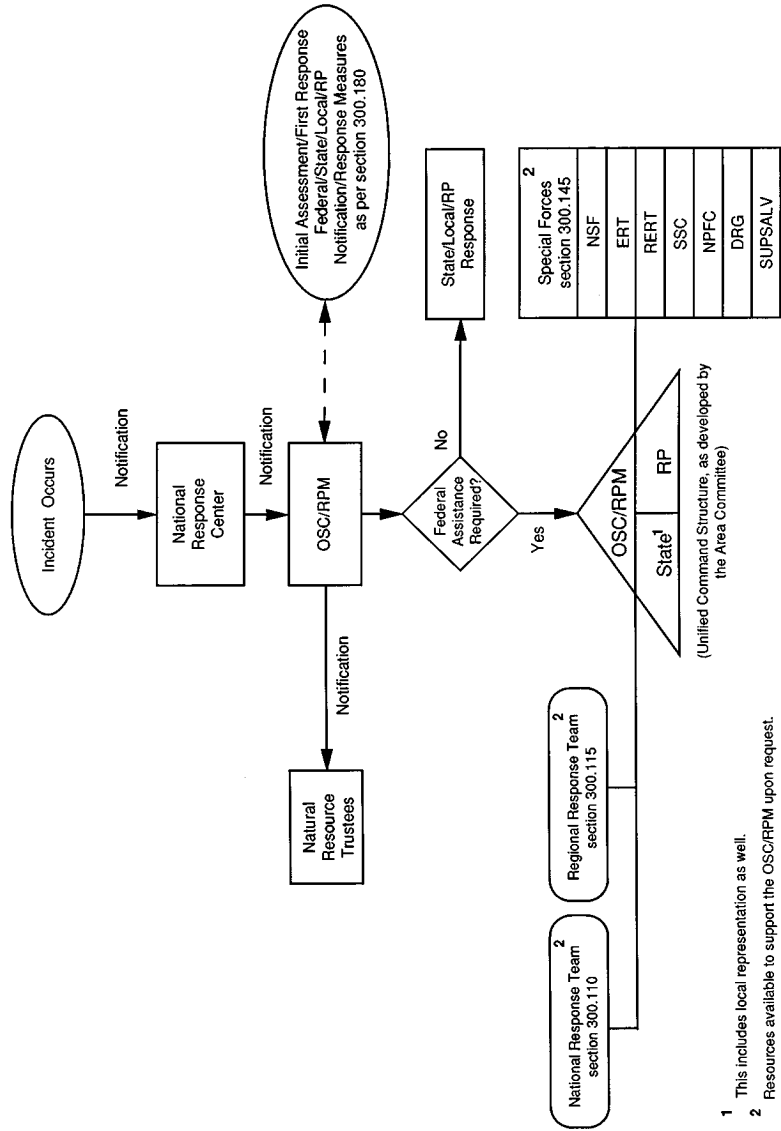 Incident Occurs
Notification
National
Response
Center
Notification
OSC/RPM
Initial Assessment/First Response
Federal/State/Local/RP
Notification/Response Measures
as per section 300.180
Notification
Natural
Resource
Trustees
Federal
Assistance
Required?
No
State/Local/RP
Response
Yes
OSC/RPM
State1
RP
(Unified Command Structure, as developed by
the Area Committee)
National Response Team 2
section 300.110
Regional Response Team 2
section 300.115
2
Special Forces
section 300.145
NSF
ERT
RERT
SSC
NPFC
DRG
SUPSALV
1 This includes local representation as well.
2 Resources available to support the OSC/RPM upon request.